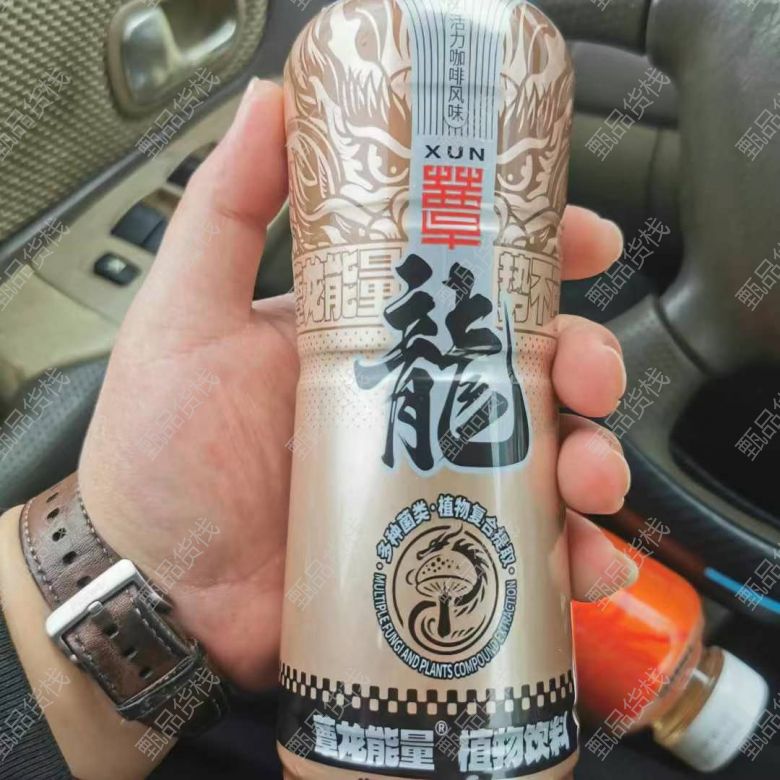 活力咖啡风味
XUN
蕈
龍
龙能量
势不
多种菌类·植物复合提取
MULTIPLE FUNGI AND PLANTS COMPOUND EXTRACTION
蕈龙能量® 植物饮料
甄品货栈